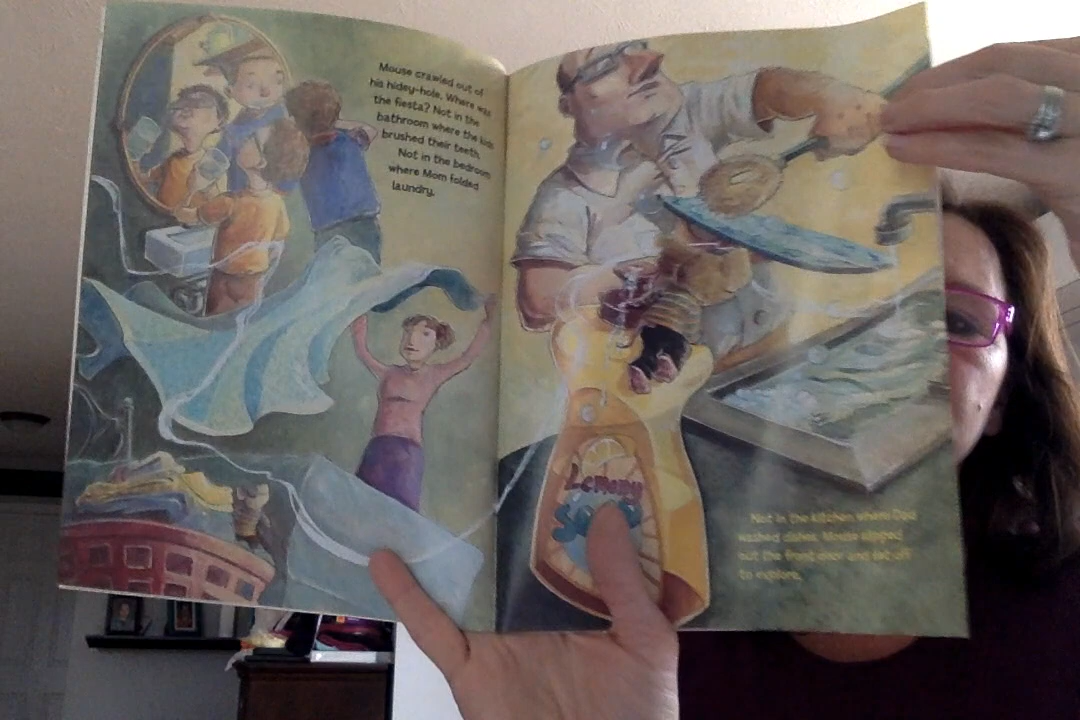 Mouse crawled out of
his hidey-hole. Where was
the fiesta? Not in the
bathroom where the kids
brushed their teeth.
Not in the bedroom
where Mom folded
laundry.
Lemony
Not in the kitchen where Dad
washed dishes. Mouse slipped
out the front door and set off
to explore.